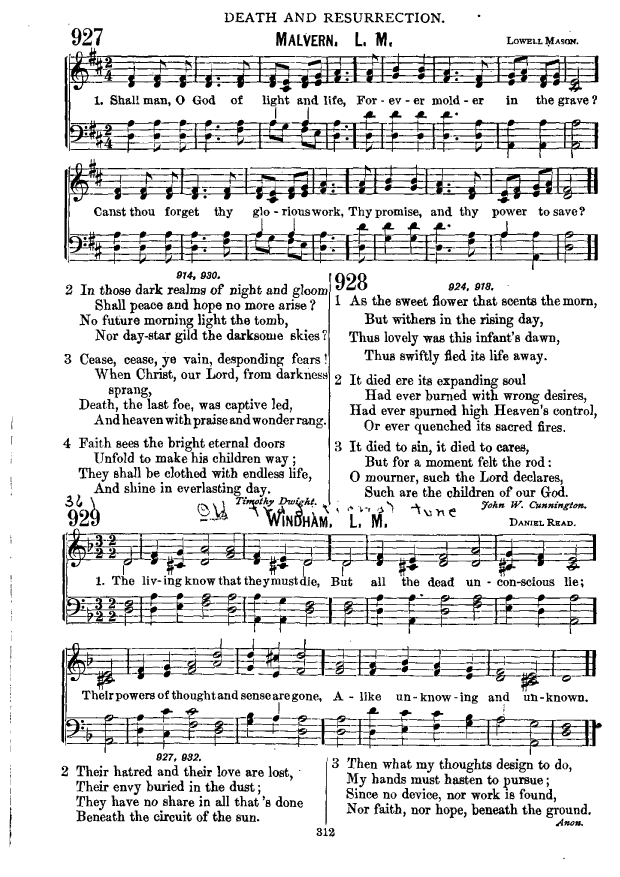 DEATH AND RESURRECTION.
927 MALVERN. L. M. LOWELL MASON.
1. Shall man, O God of light and life, For - ev - er mold - er in the grave?
Canst thou forget thy glo - rious work, Thy promise, and thy power to save?
914, 930.
2 In those dark realms of night and gloom
Shall peace and hope no more arise?
No future morning light the tomb,
Nor day-star gild the darksome skies?
3 Cease, cease, ye vain, desponding fears!
When Christ, our Lord, from darkness
sprang,
Death, the last foe, was captive led,
And heaven with praise and wonder rang.
4 Faith sees the bright eternal doors
Unfold to make his children way;
They shall be clothed with endless life,
And shine in everlasting day.
Timothy Dwight.
928 924, 918.
1 As the sweet flower that scents the morn,
But withers in the rising day,
Thus lovely was this infant's dawn,
Thus swiftly fled its life away.
2 It died ere its expanding soul
Had ever burned with wrong desires,
Had ever spurned high Heaven's control,
Or ever quenched its sacred fires.
3 It died to sin, it died to cares,
But for a moment felt the rod:
O mourner, such the Lord declares,
Such are the children of our God.
John W. Cunnington.
361 Old traditional tune
929 WINDHAM. L. M. DANIEL READ.
1. The liv - ing know that they must die, But all the dead un - con - scious lie;
Their powers of thought and sense are gone, A - like un - know - ing and un - known.
927, 932.
2 Their hatred and their love are lost,
Their envy buried in the dust;
They have no share in all that's done
Beneath the circuit of the sun.
3 Then what my thoughts design to do,
My hands must hasten to pursue;
Since no device, nor work is found,
Nor faith, nor hope, beneath the ground.
Anon.
312